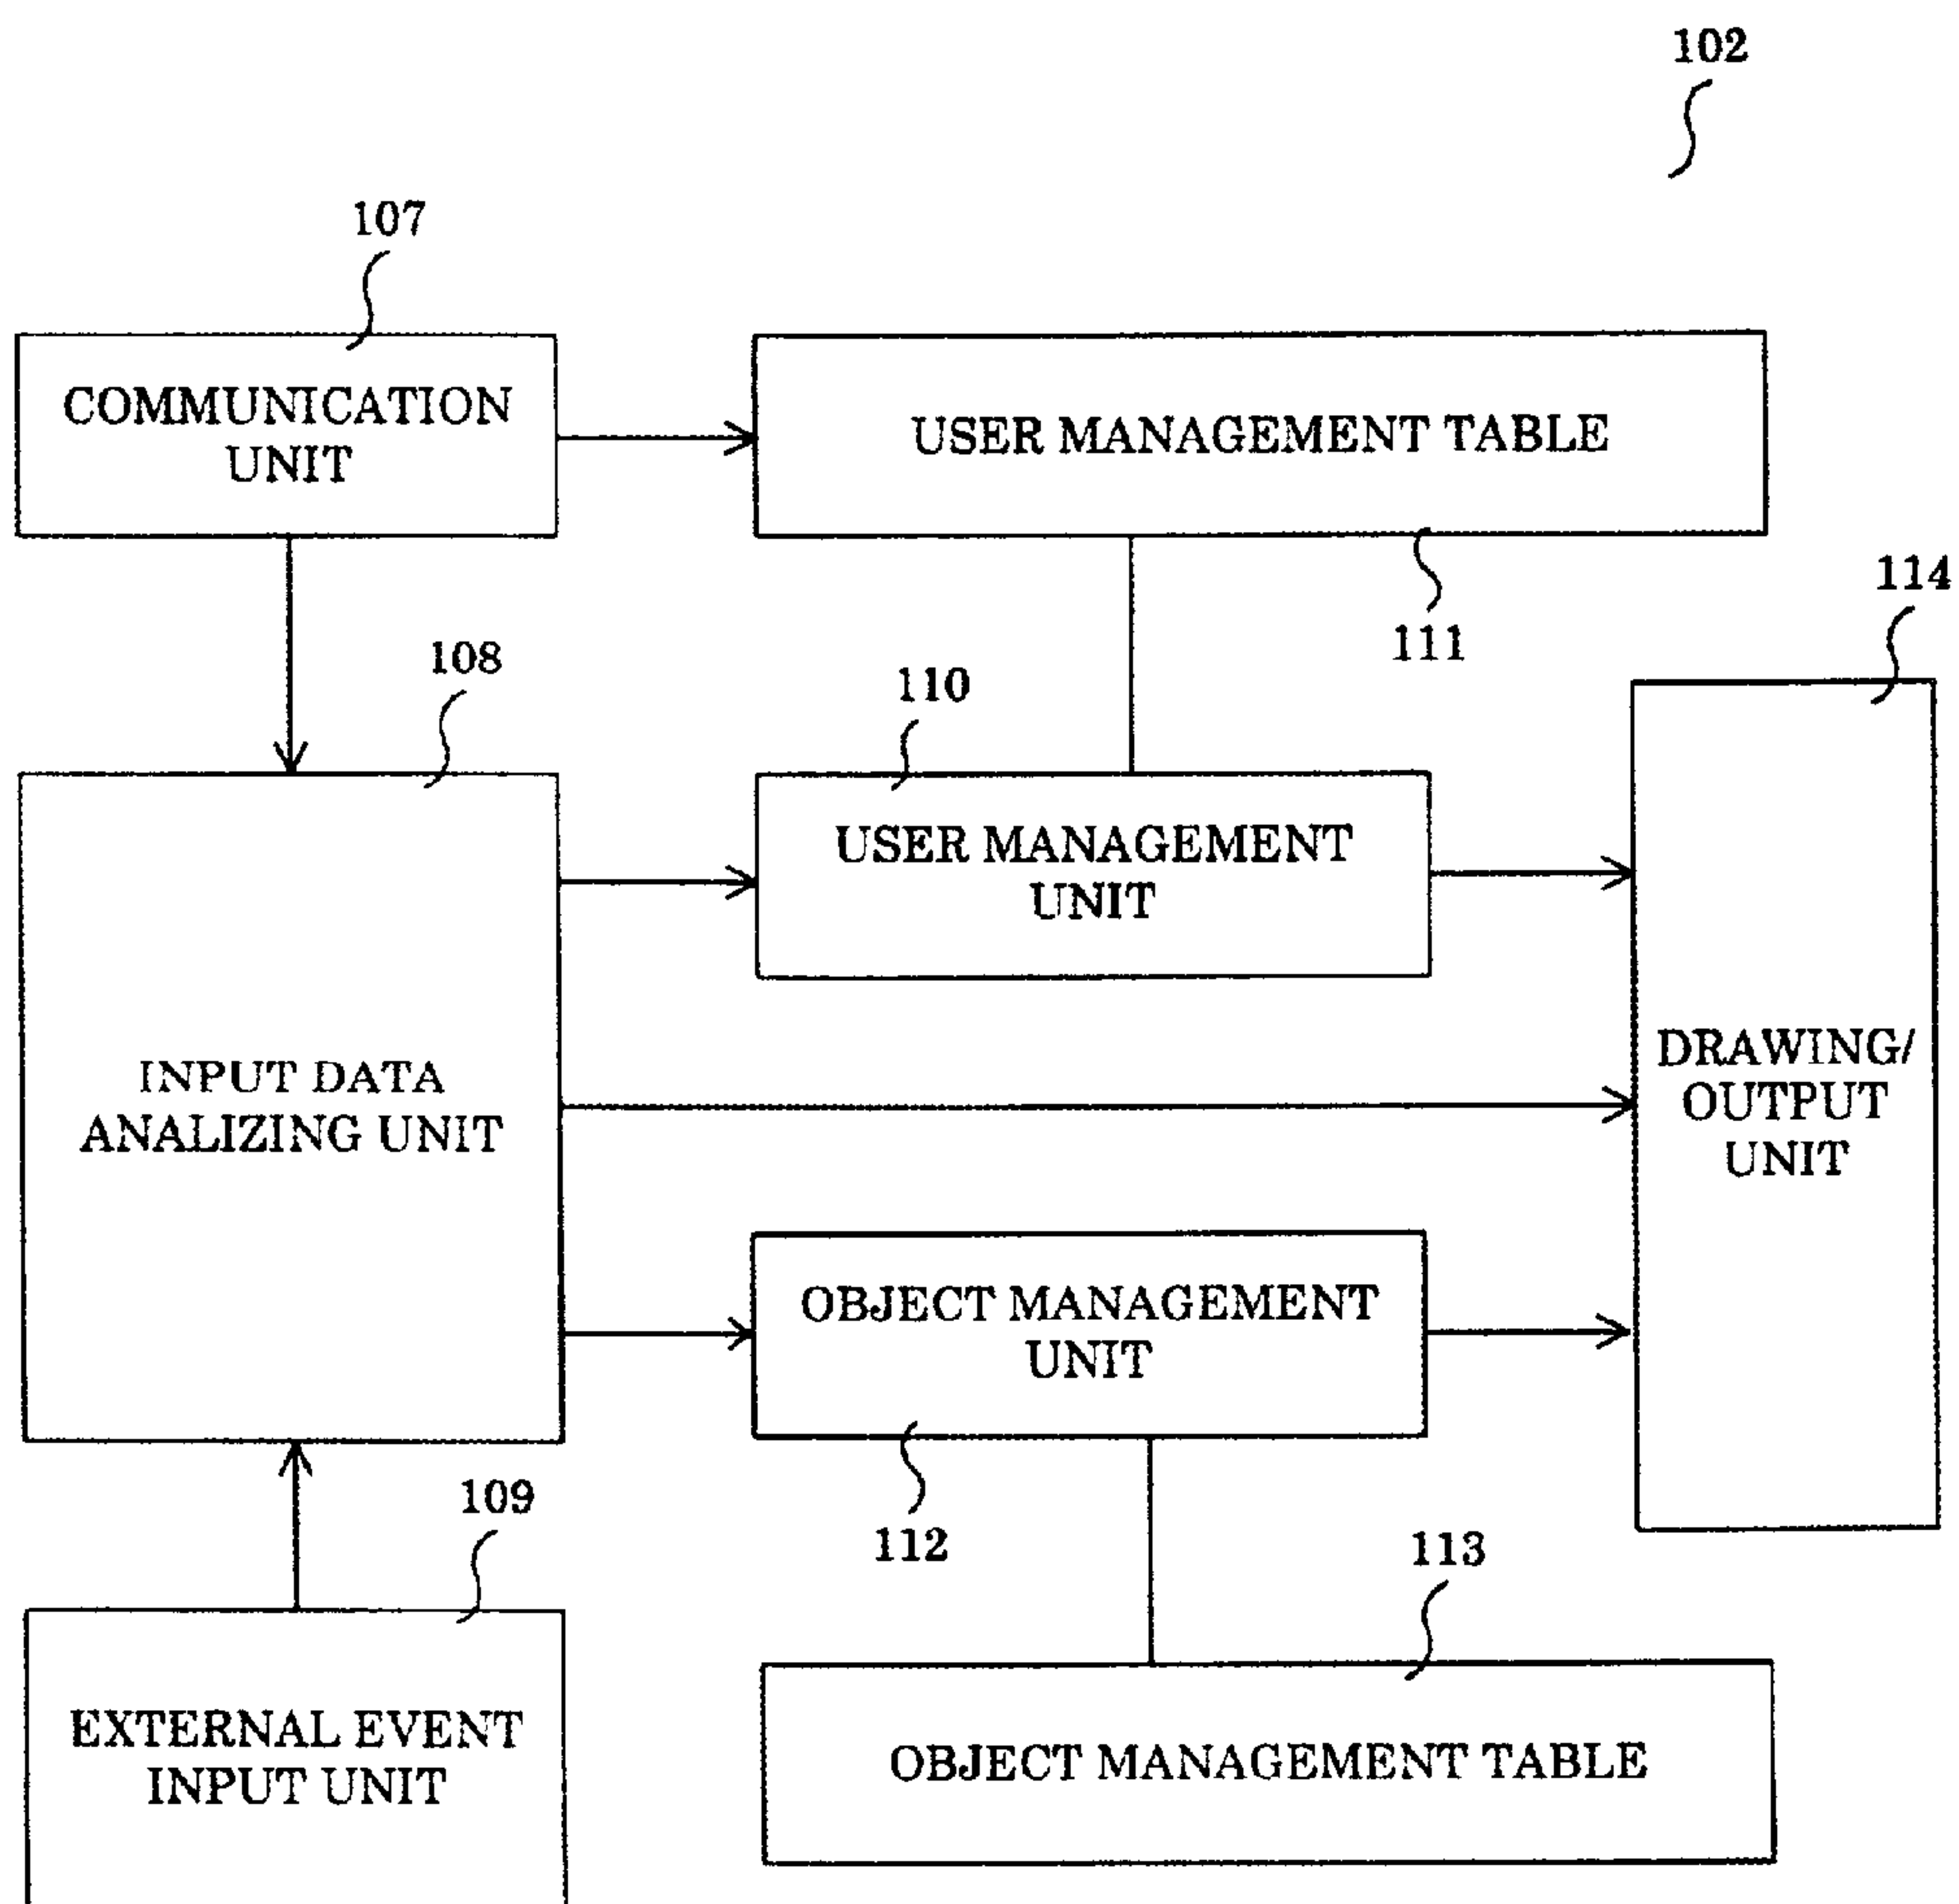 102
107
COMMUNICATION
UNIT
USER MANAGEMENT TABLE
111
114
108
110
INPUT DATA
ANALIZING UNIT
USER MANAGEMENT
UNIT
DRAWING/
OUTPUT
UNIT
OBJECT MANAGEMENT
UNIT
112
109
113
EXTERNAL EVENT
INPUT UNIT
OBJECT MANAGEMENT TABLE